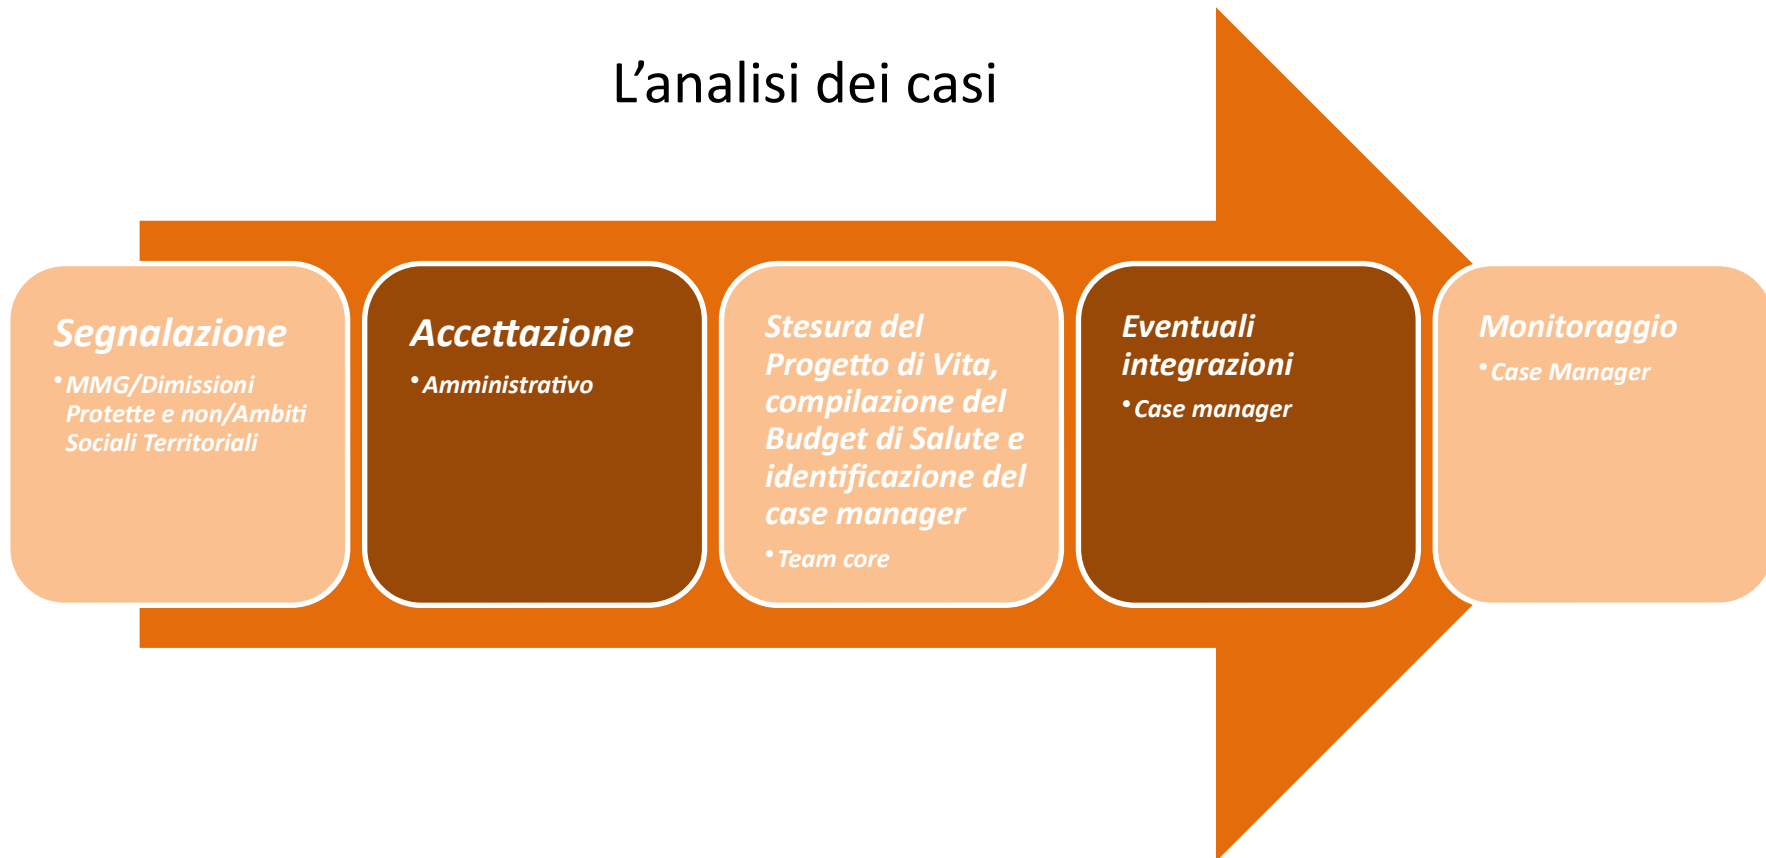 L’analisi dei casi
Segnalazione
•MMG/Dimissioni
Protette e non/Ambiti
Sociali Territoriali
Accettazione
•Amministrativo
Stesura del
Progetto di Vita,
compilazione del
Budget di Salute e
identificazione del
case manager
•Team core
Eventuali
integrazioni
•Case manager
Monitoraggio
•Case Manager